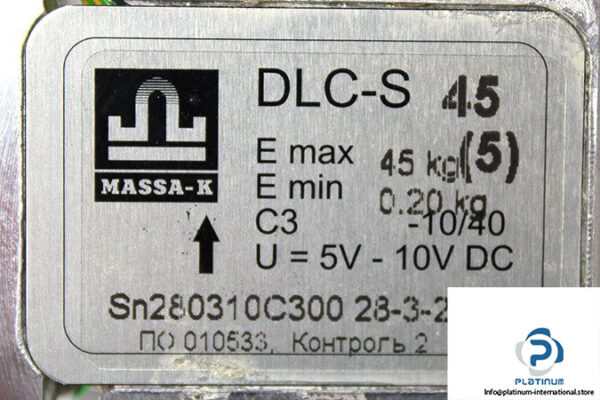 DLC-S 45
(5)
E max 45 kg
E min 0.20 kg
C3 -10/40
U = 5V - 10V DC
MASSA-K
Sn280310C300 28-3-2
ПО 010533, Контроль 2
PLATINUM
info@platinum-international.store